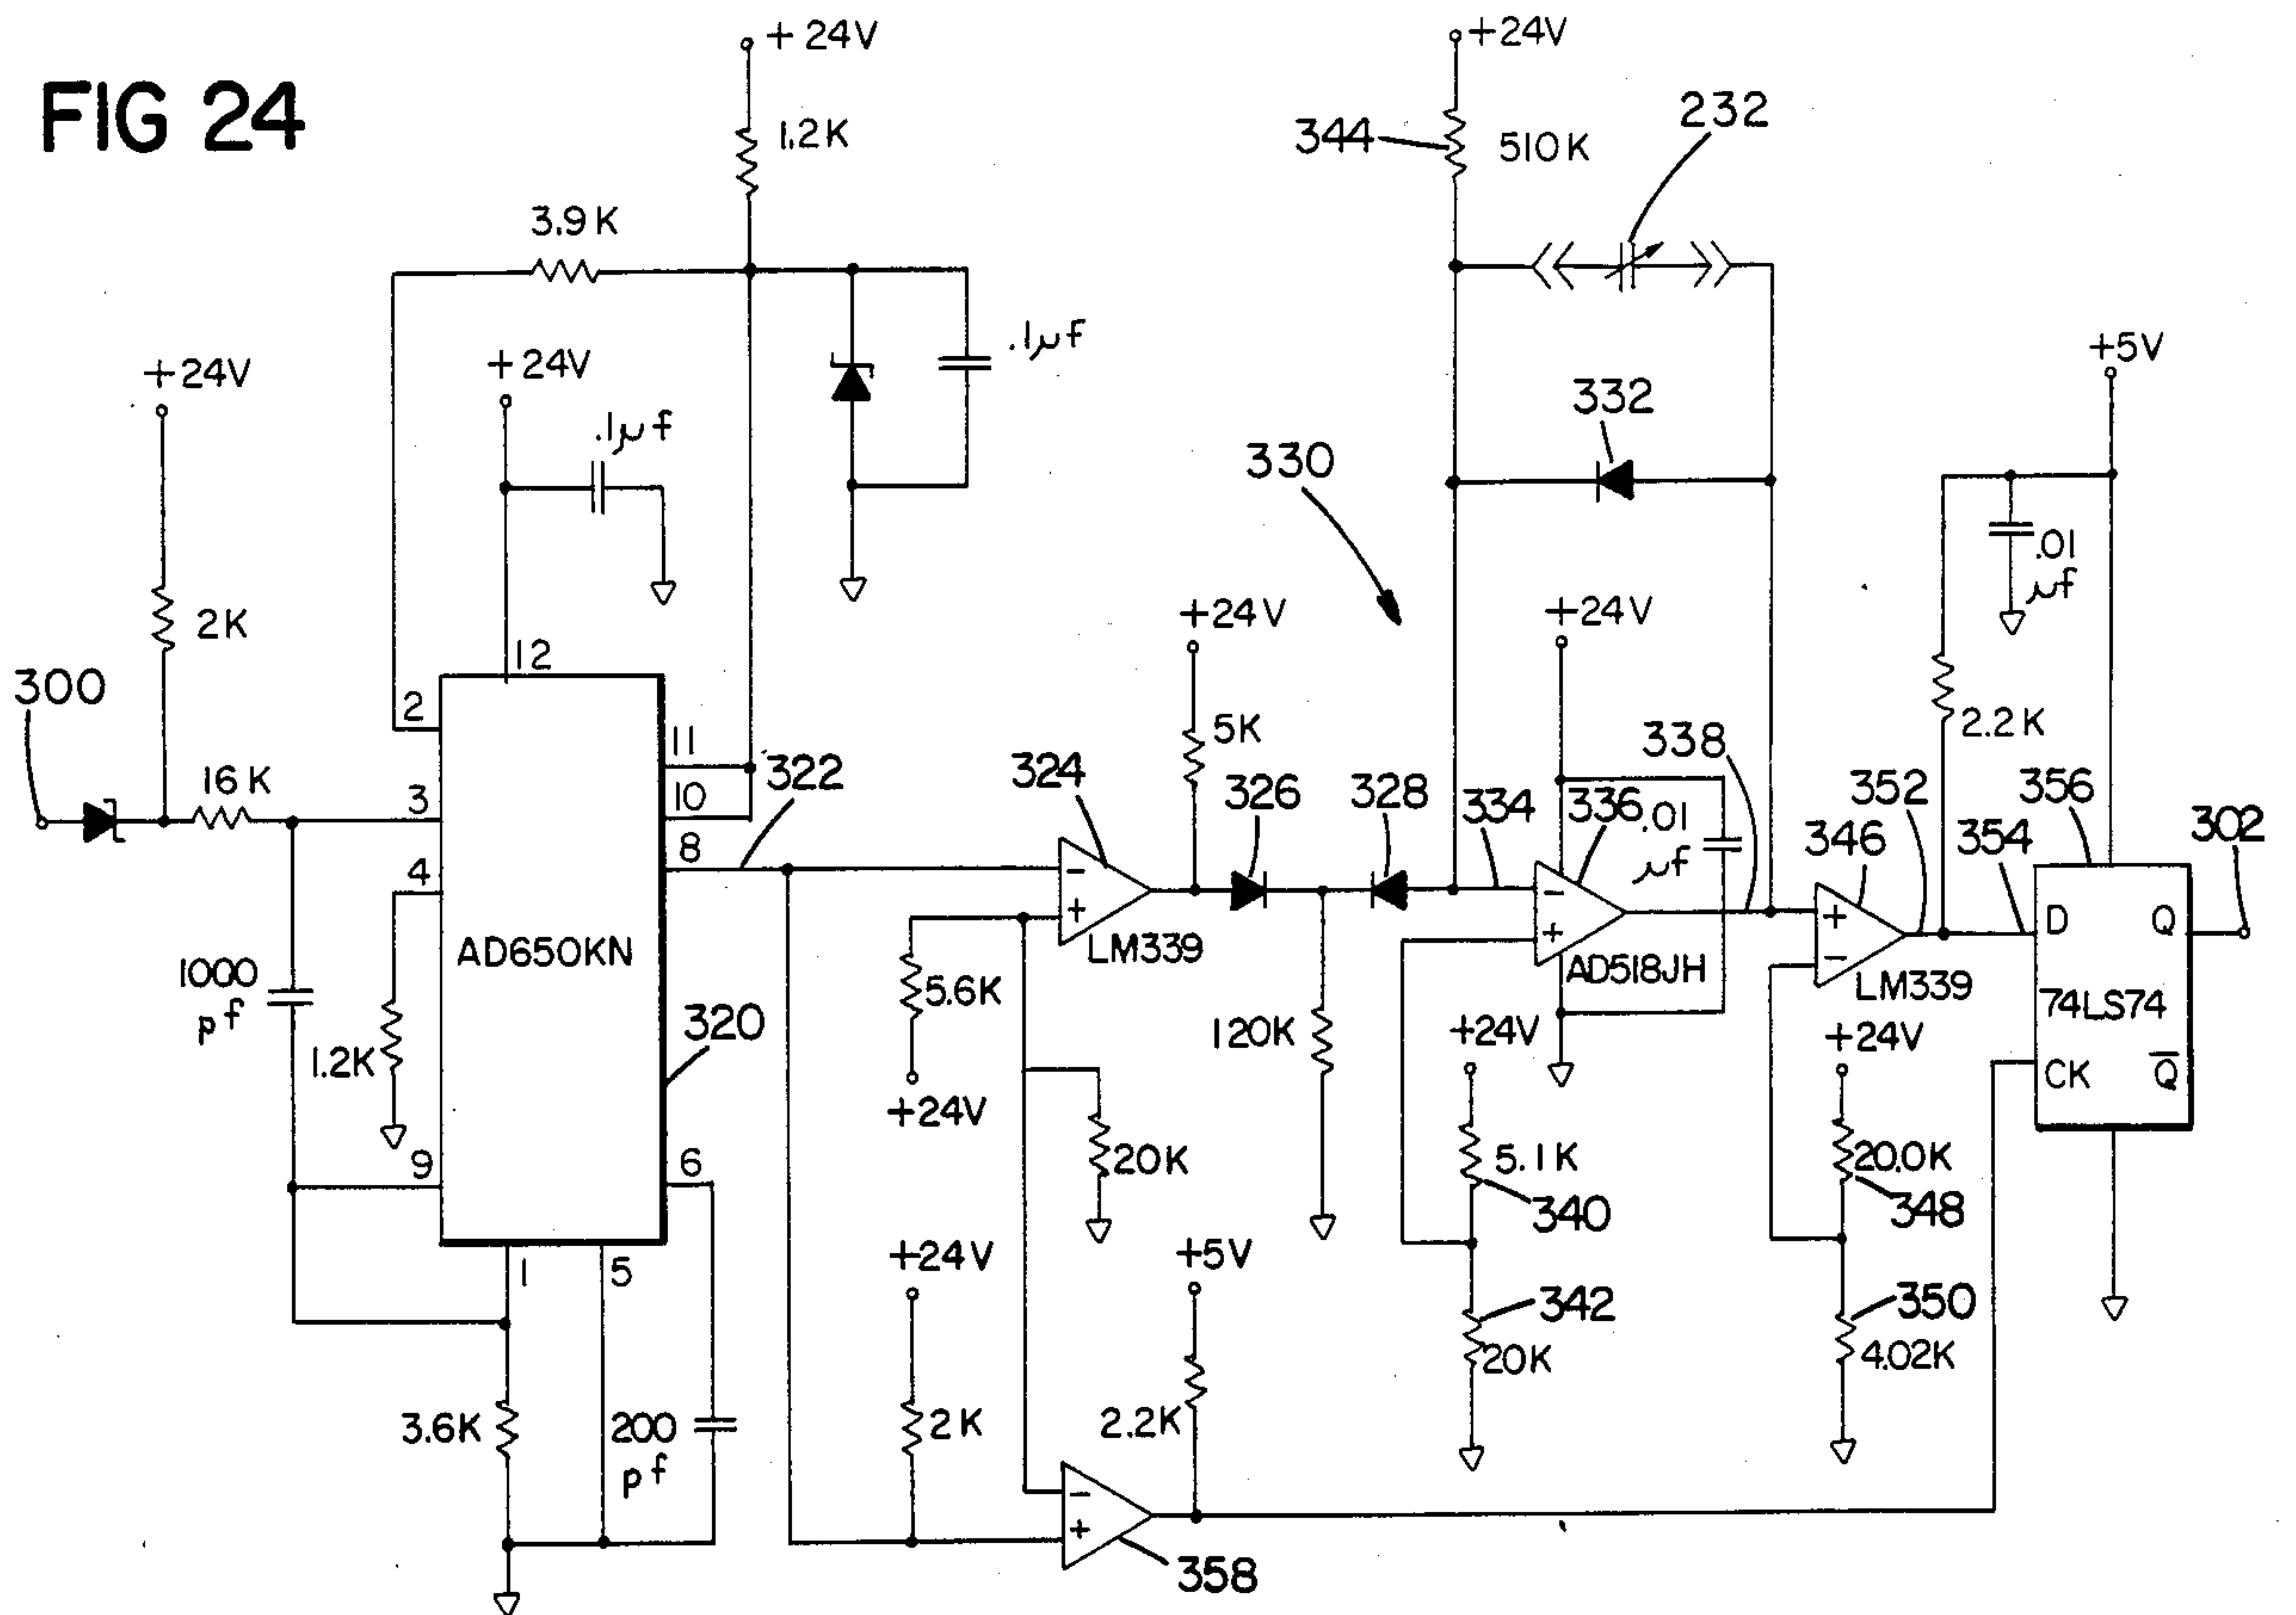 FIG 24
+24V
1.2K
3.9K
+24V
344
510K
232
+24V
2K
+24V
.1μf
.1μf
332
330
+5V
.01
μf
2.2K
300
16K
12
2
3
4
9
11
10
8
6
1
5
AD650KN
320
322
1000
pf
1.2K
3.6K
200
pf
324
LM339
+24V
5K
326
328
5.6K
+24V
20K
120K
+24V
2K
+5V
2.2K
358
334
+24V
336
.01
μf
338
AD518JH
+24V
5.1K
340
342
20K
352
346
LM339
+24V
20.0K
348
350
4.02K
354
356
302
D
Q
74LS74
CK
Q̅
-
+
-
+
+
-
-
+